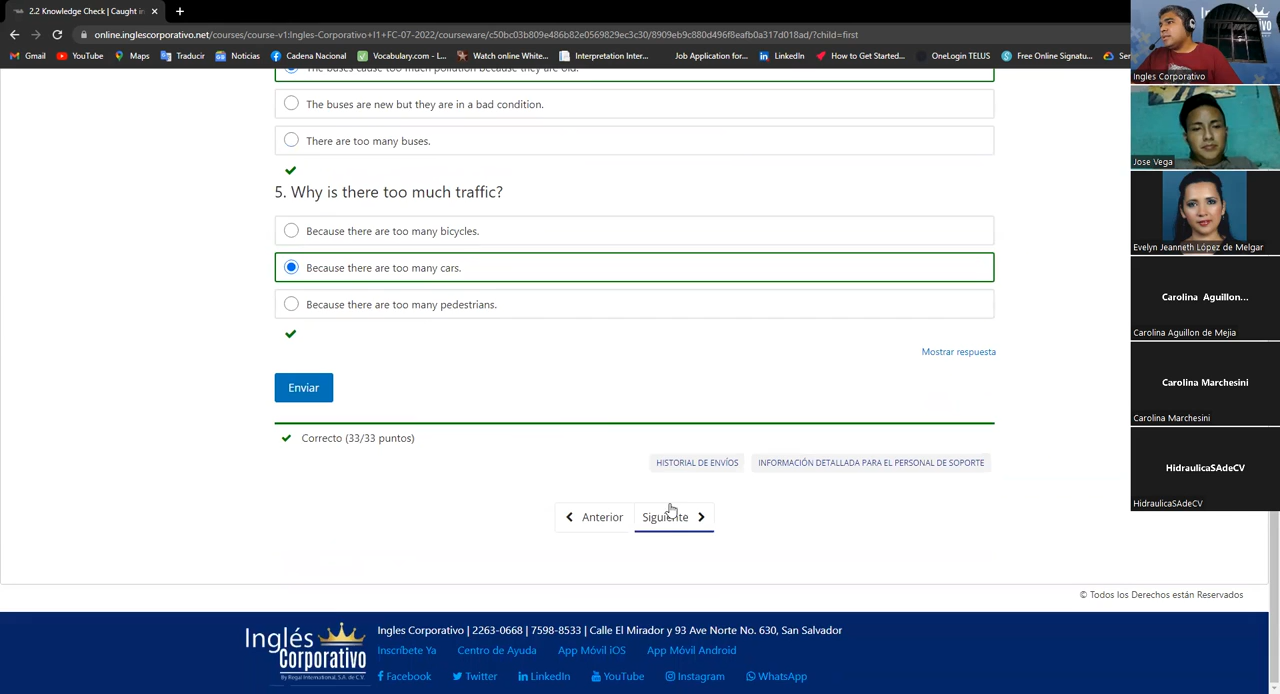 2.2 Knowledge Check | Caught in
online.inglescorporativo.net/courses/course-v1:Ingles-Corporativo+I1+FC-07-2022/courseware/c50bc03b809e486b82e0569829ec3c30/8909eb9c880d496f8eafb0a317d018ad/?child=first
Gmail YouTube Maps Traducir Noticias Cadena Nacional Vocabulary.com - L... Watch online White... Interpretation Inter... Job Application for... LinkedIn How to Get Started... OneLogin TELUS Free Online Signatu... Ser
The buses cause too much pollution because they are old.
The buses are new but they are in a bad condition.
There are too many buses.
5. Why is there too much traffic?
Because there are too many bicycles.
Because there are too many cars.
Because there are too many pedestrians.
Mostrar respuesta
Enviar
Correcto (33/33 puntos)
HISTORIAL DE ENVÍOS INFORMACIÓN DETALLADA PARA EL PERSONAL DE SOPORTE
Anterior Siguiente
© Todos los Derechos están Reservados
Inglés Corporativo
By Regal International, S.A. de C.V.
Ingles Corporativo | 2263-0668 | 7598-8533 | Calle El Mirador y 93 Ave Norte No. 630, San Salvador
Inscríbete Ya Centro de Ayuda App Móvil iOS App Móvil Android
Facebook Twitter LinkedIn YouTube Instagram WhatsApp
Ingles Corporativo
Jose Vega
Evelyn Jeanneth López de Melgar
Carolina Aguillon...
Carolina Aguillon de Mejia
Carolina Marchesini
Carolina Marchesini
HidraulicaSAdeCV
HidraulicaSAdeCV